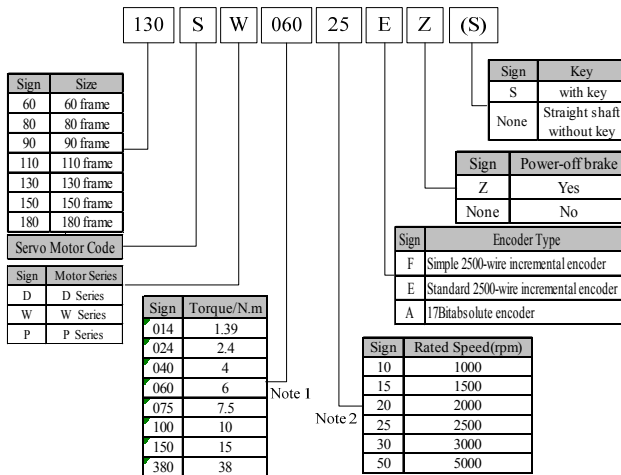 130 S W 060 25 E Z (S)
Sign Size
60 60 frame
80 80 frame
90 90 frame
110 110 frame
130 130 frame
150 150 frame
180 180 frame
Servo Motor Code
Sign Motor Series
D D Series
W W Series
P P Series
Sign Torque/N.m
014 1.39
024 2.4
040 4
060 6
075 7.5
100 10
150 15
380 38
Note 1
Note 2
Sign Rated Speed(rpm)
10 1000
15 1500
20 2000
25 2500
30 3000
50 5000
Sign Encoder Type
F Simple 2500-wire incremental encoder
E Standard 2500-wire incremental encoder
A 17Bitabsolute encoder
Sign Power-off brake
Z Yes
None No
Sign Key
S with key
None Straight shaft
without key